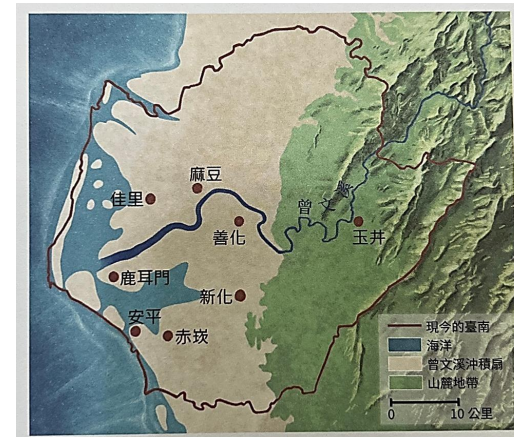 麻豆
佳里
曾文溪
善化
玉井
鹿耳門
新化
安平
赤崁
現今的臺南
海洋
曾文溪沖積扇
山麓地帶
0 10 公里